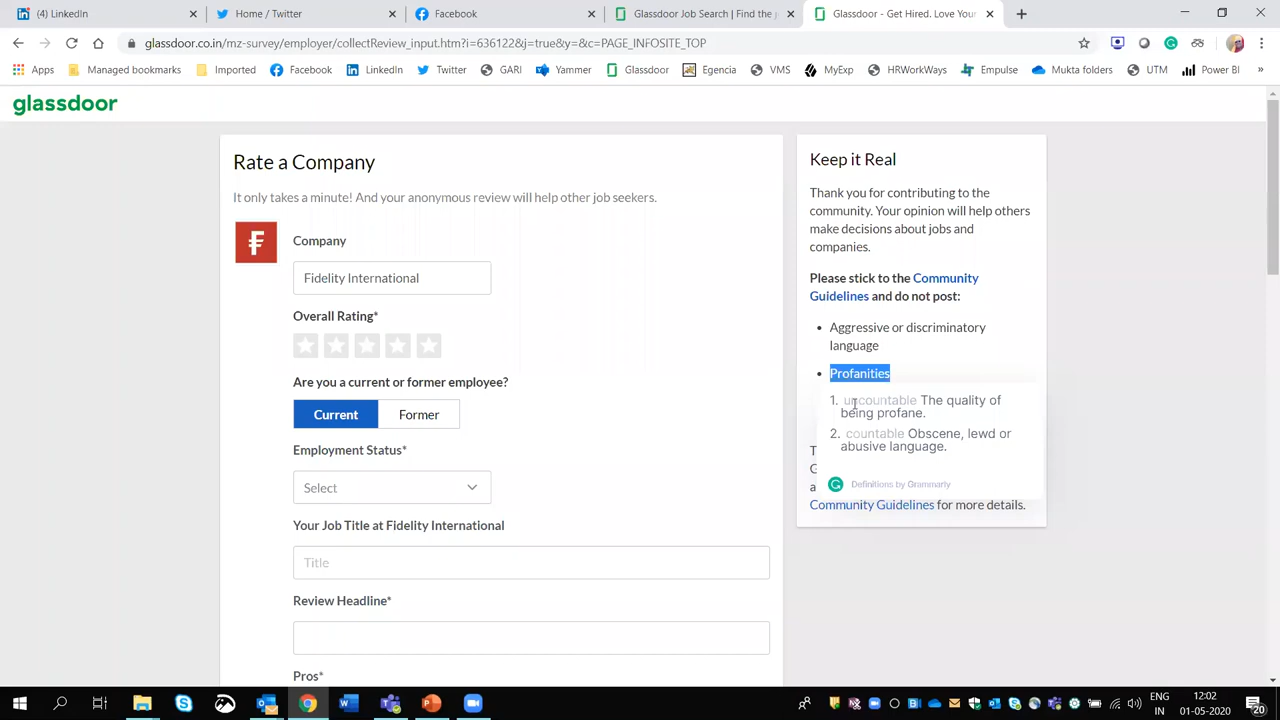 (4) LinkedIn
Home / Twitter
Facebook
Glassdoor Job Search | Find the j
Glassdoor - Get Hired. Love Your
glassdoor.co.in/mz-survey/employer/collectReview_input.htm?i=636122&j=true&y=&c=PAGE_INFOSITE_TOP
Apps
Managed bookmarks
Imported
Facebook
LinkedIn
Twitter
GARI
Yammer
Glassdoor
Egencia
VMS
MyExp
HRWorkWays
Empulse
Mukta folders
UTM
Power BI
»
glassdoor
Rate a Company
It only takes a minute! And your anonymous review will help other job seekers.
Company
Fidelity International
Overall Rating*
Are you a current or former employee?
Current
Former
Employment Status*
Select
Your Job Title at Fidelity International
Title
Review Headline*
Pros*
Keep it Real
Thank you for contributing to the
community. Your opinion will help others
make decisions about jobs and
companies.
Please stick to the Community
Guidelines and do not post:
• Aggressive or discriminatory
language
• Profanities
1. uncountable The quality of
being profane.
2. countable Obscene, lewd or
abusive language.
Definitions by Grammarly
Community Guidelines for more details.
ENG
IN
12:02
01-05-2020
20